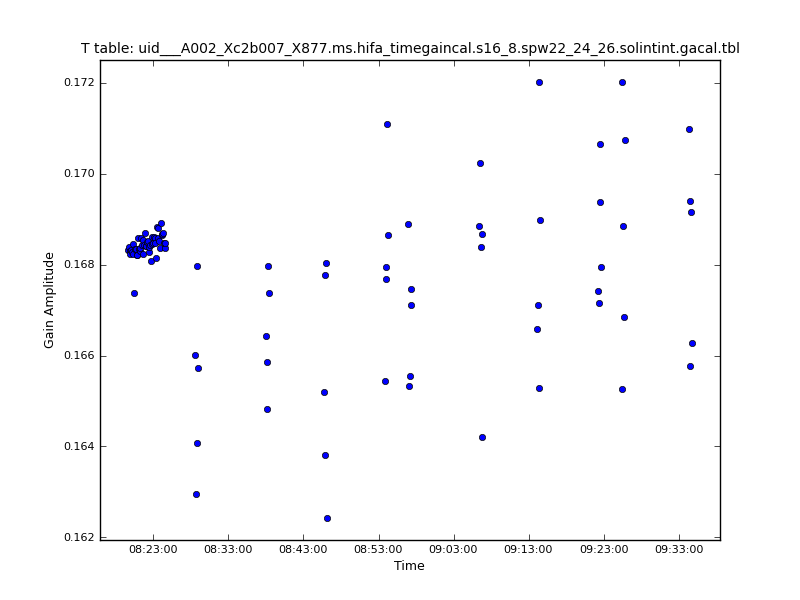 T table: uid___A002_Xc2b007_X877.ms.hifa_timegaincal.s16_8.spw22_24_26.solintint.gacal.tbl
0.172
0.170
0.168
0.166
0.164
0.162
Gain Amplitude
08:23:00 08:33:00 08:43:00 08:53:00 09:03:00 09:13:00 09:23:00 09:33:00
Time